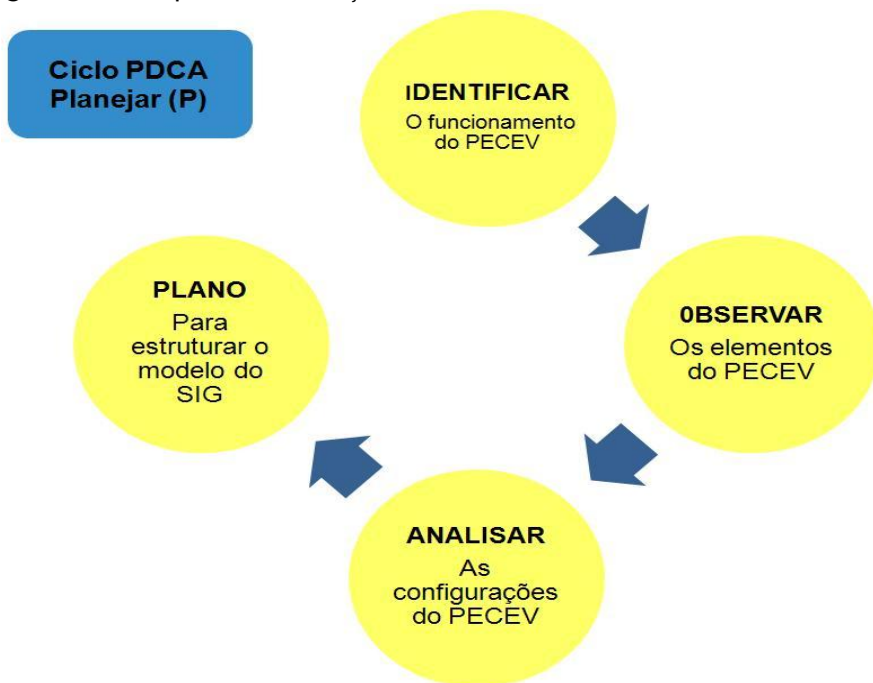 Ciclo PDCA
Planejar (P)
IDENTIFICAR
O funcionamento
do PECEV
0BSERVAR
Os elementos
do PECEV
ANALISAR
As
configurações
do PECEV
PLANO
Para
estruturar o
modelo do
SIG